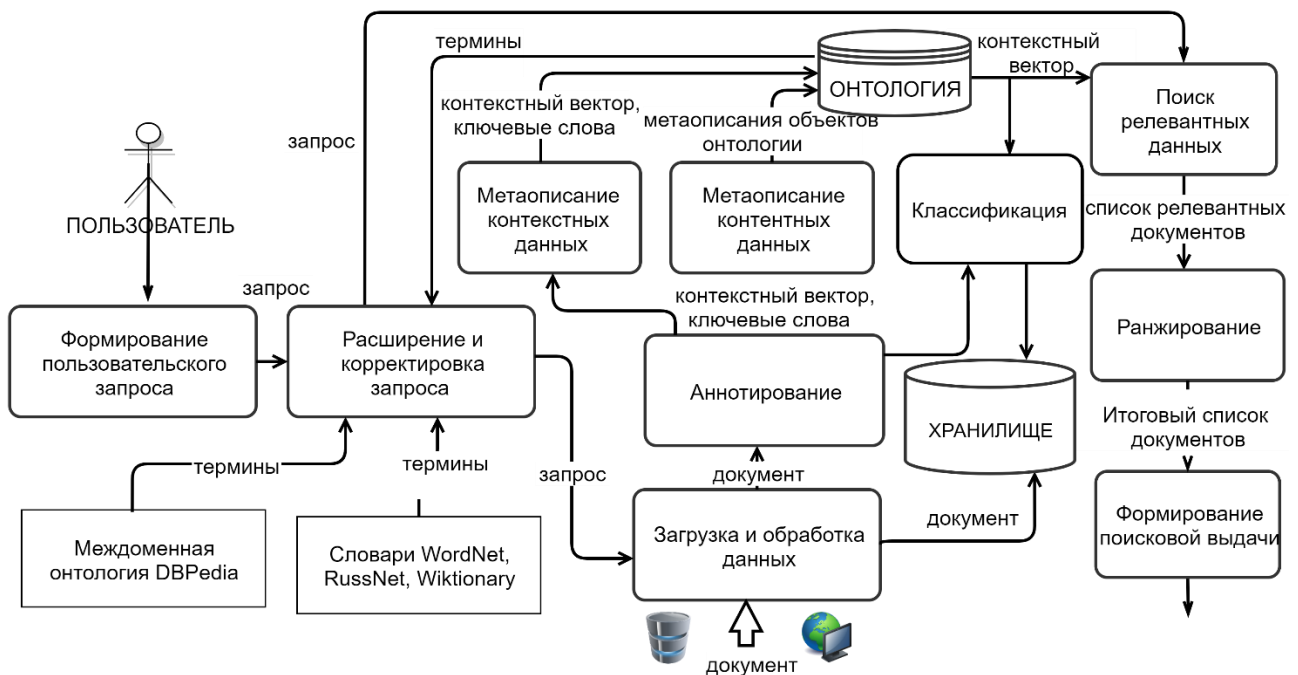 термины
контекстный
вектор
ОНТОЛОГИЯ
контекстный вектор,
ключевые слова
метаописания объектов
онтологии
Поиск
релевантных
данных
запрос
Метаописание
контекстных
данных
Метаописание
контентных
данных
Классификация
ПОЛЬЗОВАТЕЛЬ
список релевантных
документов
запрос
контекстный вектор,
ключевые слова
Формирование
пользовательского
запроса
Расширение и
корректировка
запроса
Ранжирование
Аннотирование
ХРАНИЛИЩЕ
Итоговый список
документов
термины
термины
запрос
документ
документ
Междоменная
онтология DBPedia
Словари WordNet,
RussNet, Wiktionary
Загрузка и обработка
данных
Формирование
поисковой выдачи
документ